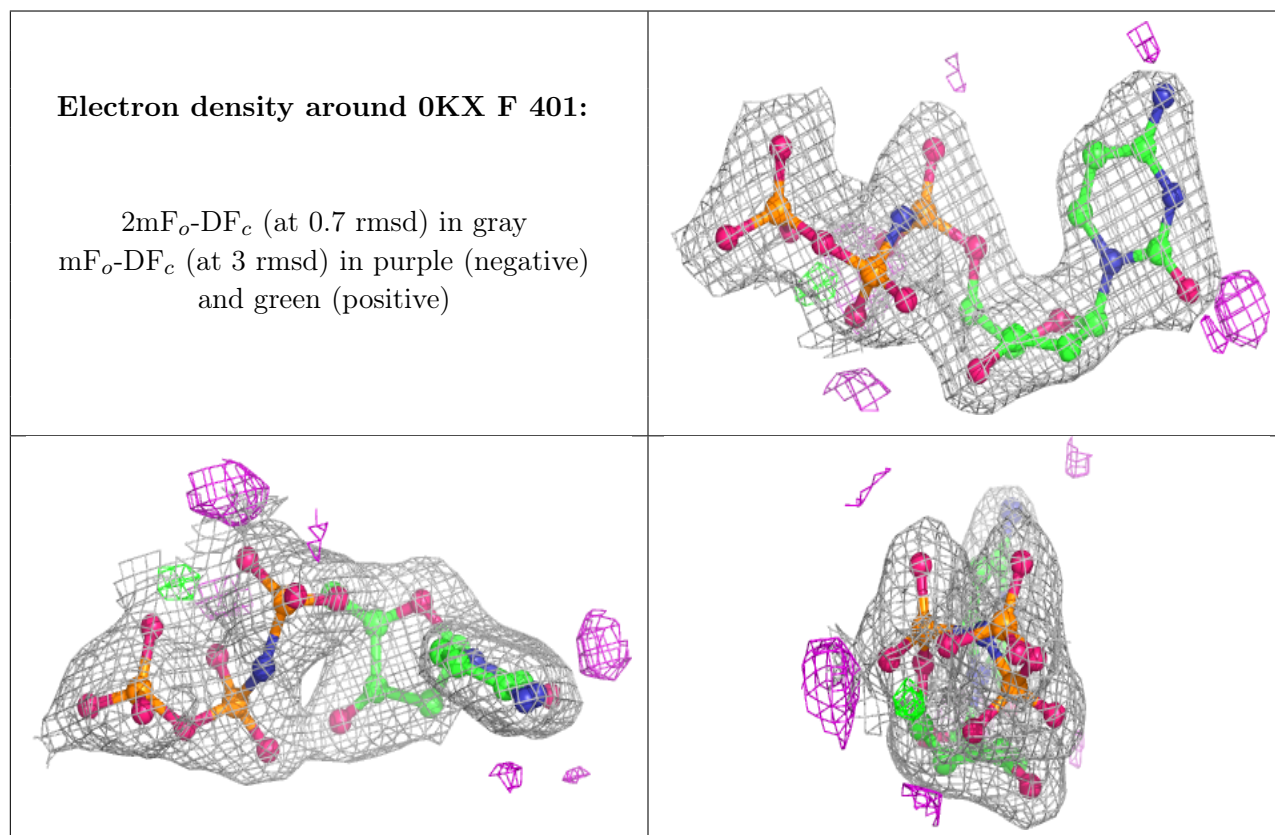 Electron density around 0KX F 401:
2mFo-DFc (at 0.7 rmsd) in gray
mFo-DFc (at 3 rmsd) in purple (negative)
and green (positive)